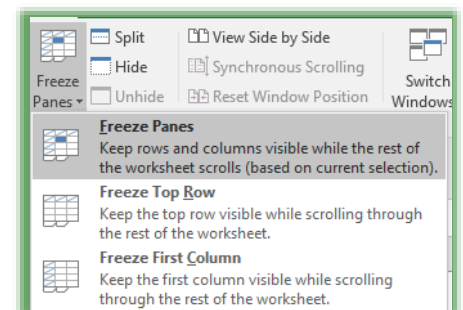 Split
View Side by Side
Hide
Synchronous Scrolling
Freeze
Panes
Unhide
Reset Window Position
Switch
Windows
Freeze Panes
Keep rows and columns visible while the rest of
the worksheet scrolls (based on current selection).
Freeze Top Row
Keep the top row visible while scrolling through
the rest of the worksheet.
Freeze First Column
Keep the first column visible while scrolling
through the rest of the worksheet.